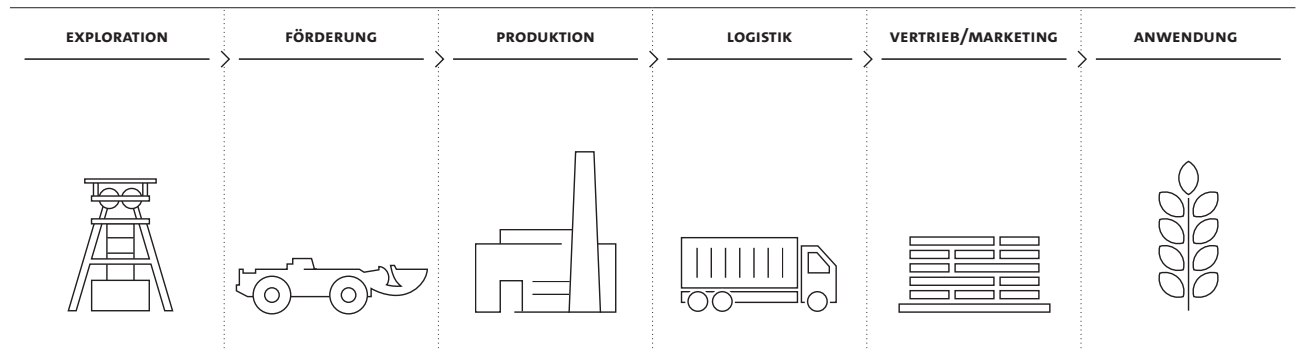 EXPLORATION
FÖRDERUNG
PRODUKTION
LOGISTIK
VERTRIEB/MARKETING
ANWENDUNG